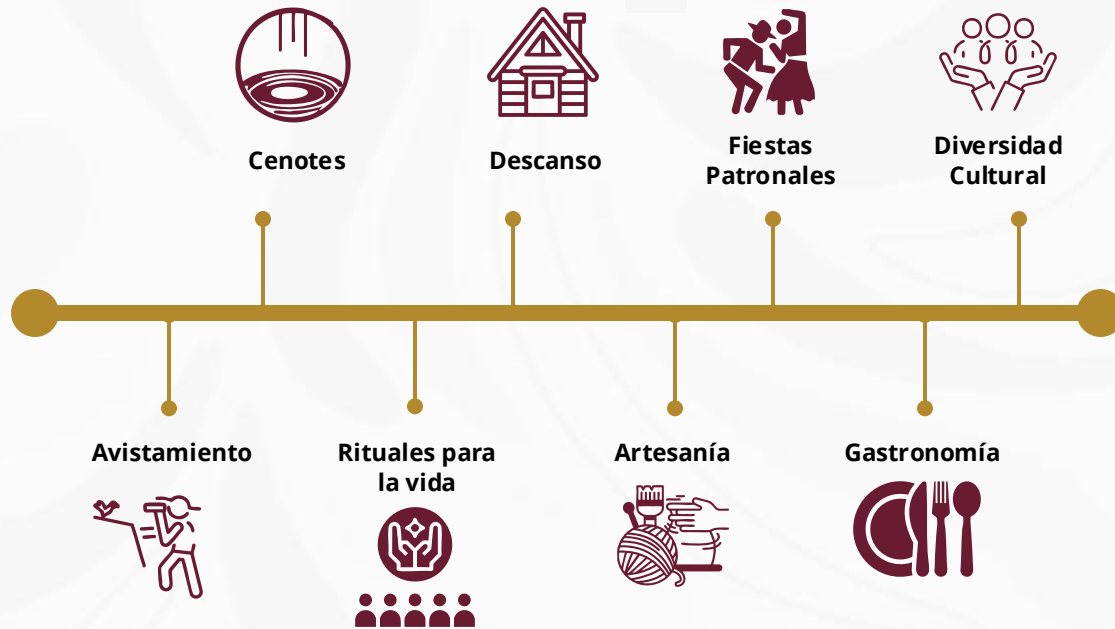 Cenotes
Descanso
Fiestas
Patronales
Diversidad
Cultural
Avistamiento
Rituales para
la vida
Artesanía
Gastronomía